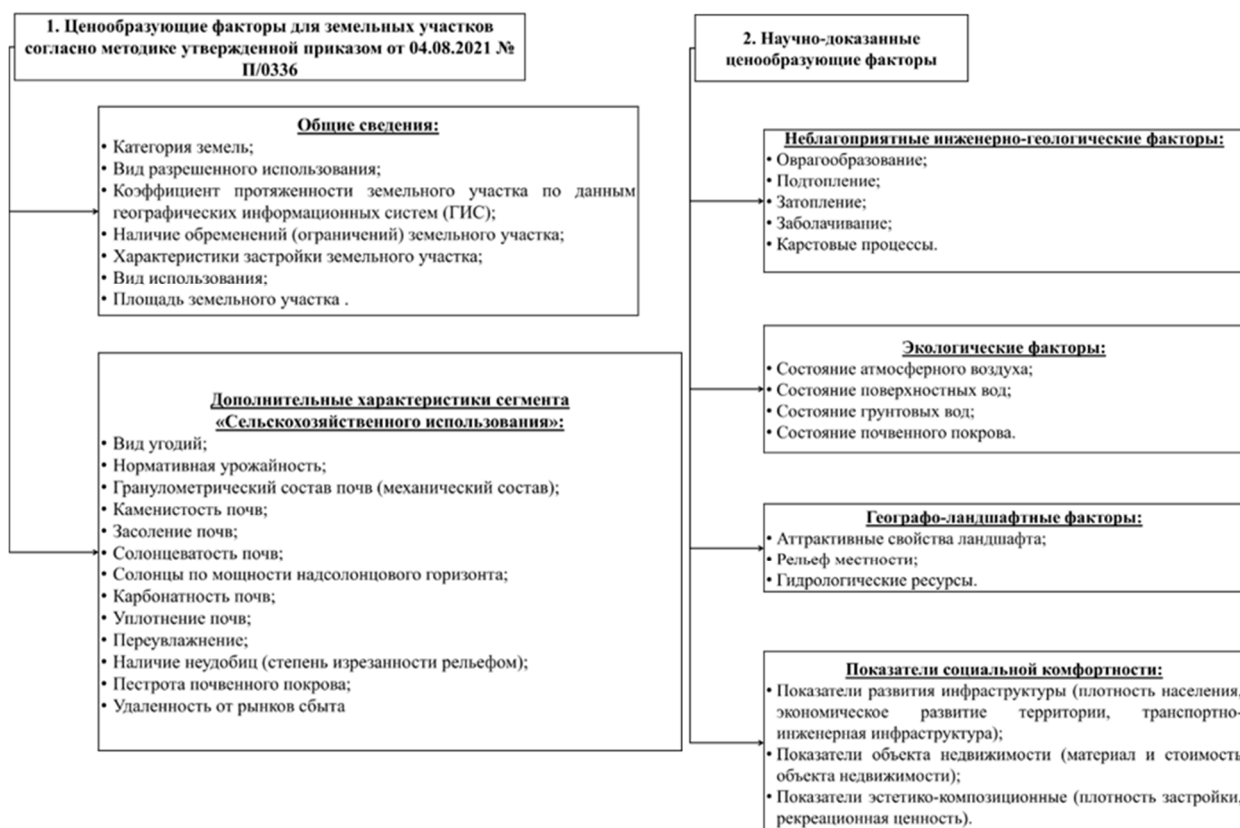 1. Ценообразующие факторы для земельных участков
согласно методике утвержденной приказом от 04.08.2021 №
П/0336
Общие сведения:
• Категория земель;
• Вид разрешенного использования;
• Коэффициент протяженности земельного участка по данным
географических информационных систем (ГИС);
• Наличие обременений (ограничений) земельного участка;
• Характеристики застройки земельного участка;
• Вид использования;
• Площадь земельного участка .
Дополнительные характеристики сегмента
«Сельскохозяйственного использования»:
• Вид угодий;
• Нормативная урожайность;
• Гранулометрический состав почв (механический состав);
• Каменистость почв;
• Засоление почв;
• Солонцеватость почв;
• Солонцы по мощности надсолонцового горизонта;
• Карбонатность почв;
• Уплотнение почв;
• Переувлажнение;
• Наличие неудобиц (степень изрезанности рельефом);
• Пестрота почвенного покрова;
• Удаленность от рынков сбыта
2. Научно-доказанные
ценообразующие факторы
Неблагоприятные инженерно-геологические факторы:
• Оврагообразование;
• Подтопление;
• Затопление;
• Заболачивание;
• Карстовые процессы.
Экологические факторы:
• Состояние атмосферного воздуха;
• Состояние поверхностных вод;
• Состояние грунтовых вод;
• Состояние почвенного покрова.
Географо-ландшафтные факторы:
• Аттрактивные свойства ландшафта;
• Рельеф местности;
• Гидрологические ресурсы.
Показатели социальной комфортности:
• Показатели развития инфраструктуры (плотность населения,
экономическое развитие территории, транспортно-
инженерная инфраструктура);
• Показатели объекта недвижимости (материал и стоимость
объекта недвижимости);
• Показатели эстетико-композиционные (плотность застройки,
рекреационная ценность).